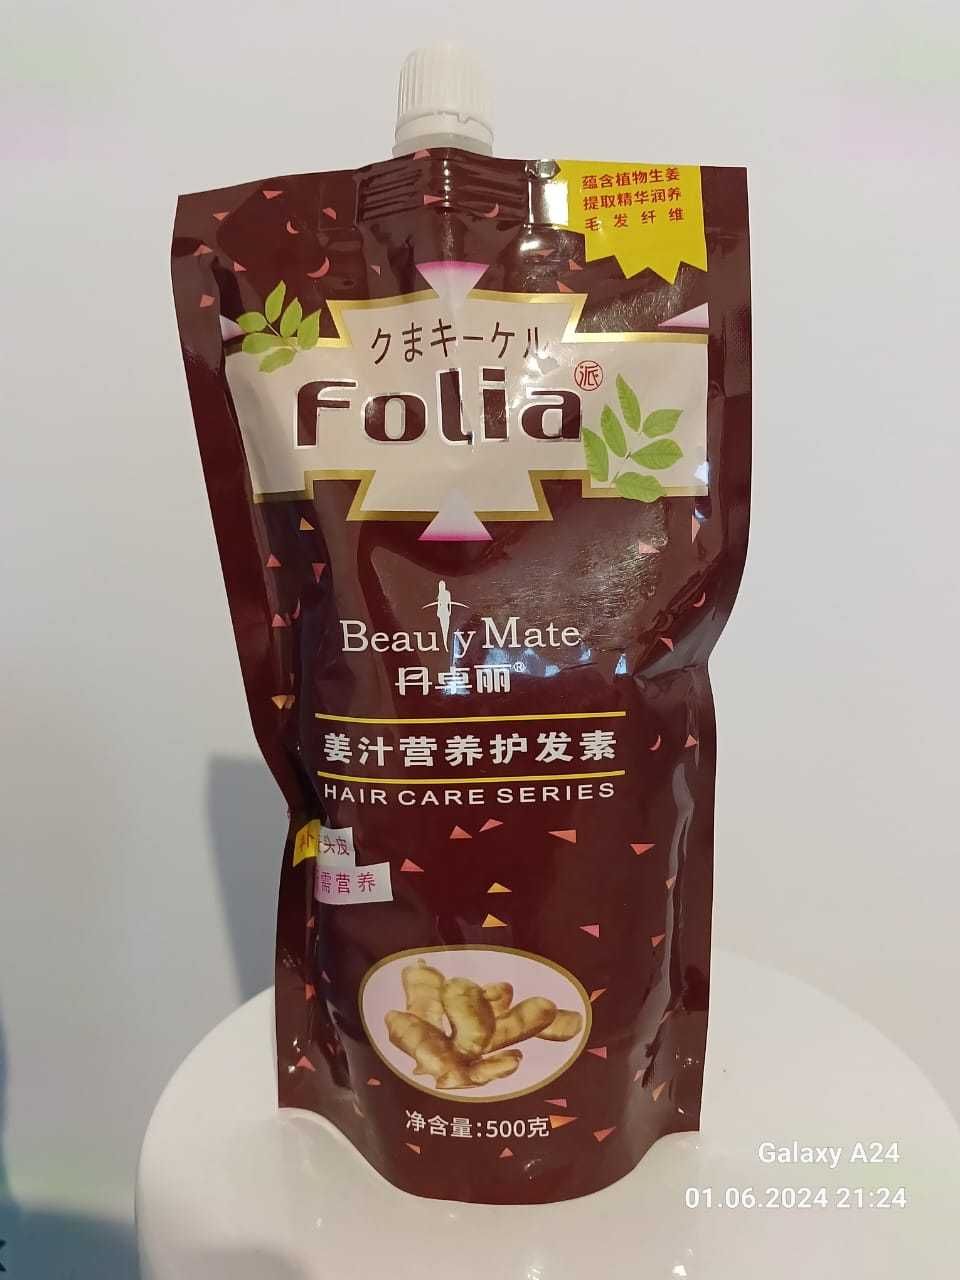 蕴含植物生姜
提取精华润养
毛发纤维
クまキーケル
Folia
派
Beauty Mate
丹卓丽®
姜汁营养护发素
HAIR CARE SERIES
头皮
需营养
净含量:500克
Galaxy A24
01.06.2024 21:24